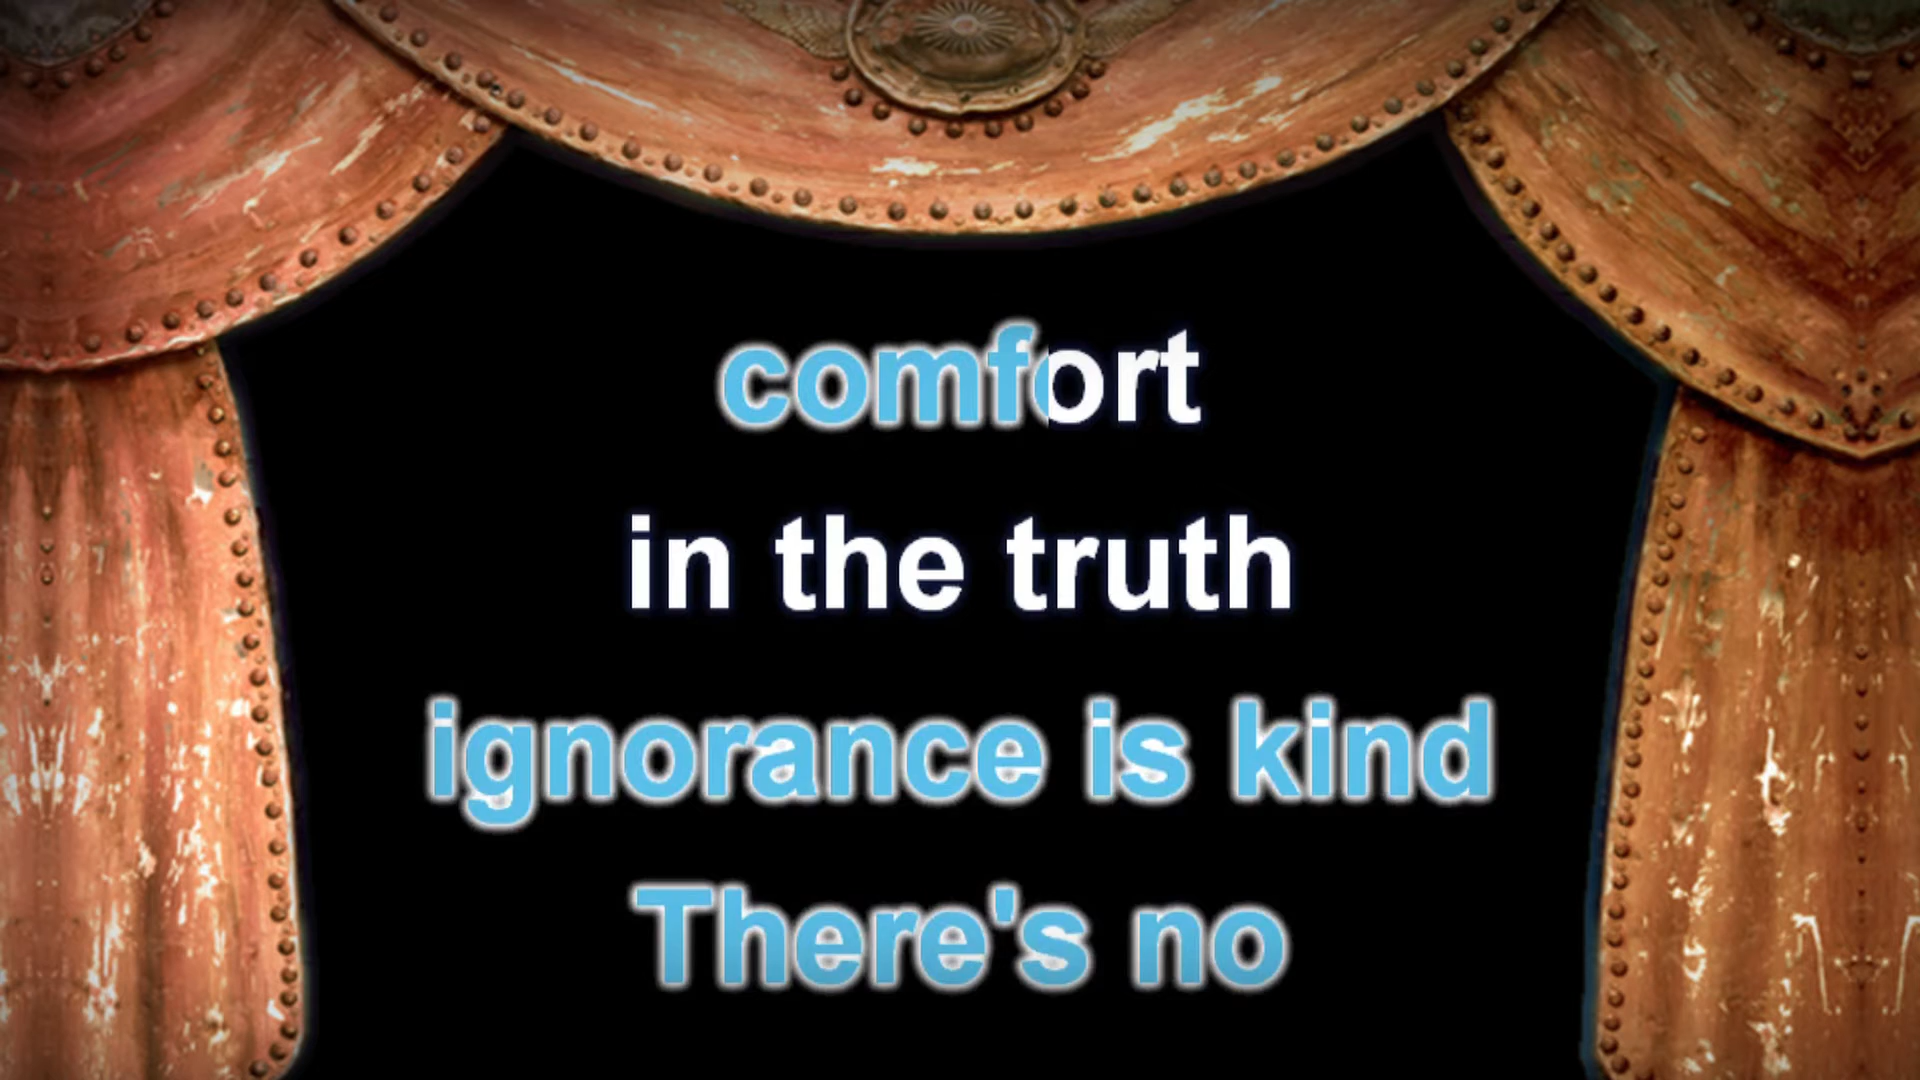 comfort
in the truth
ignorance is kind
There's no